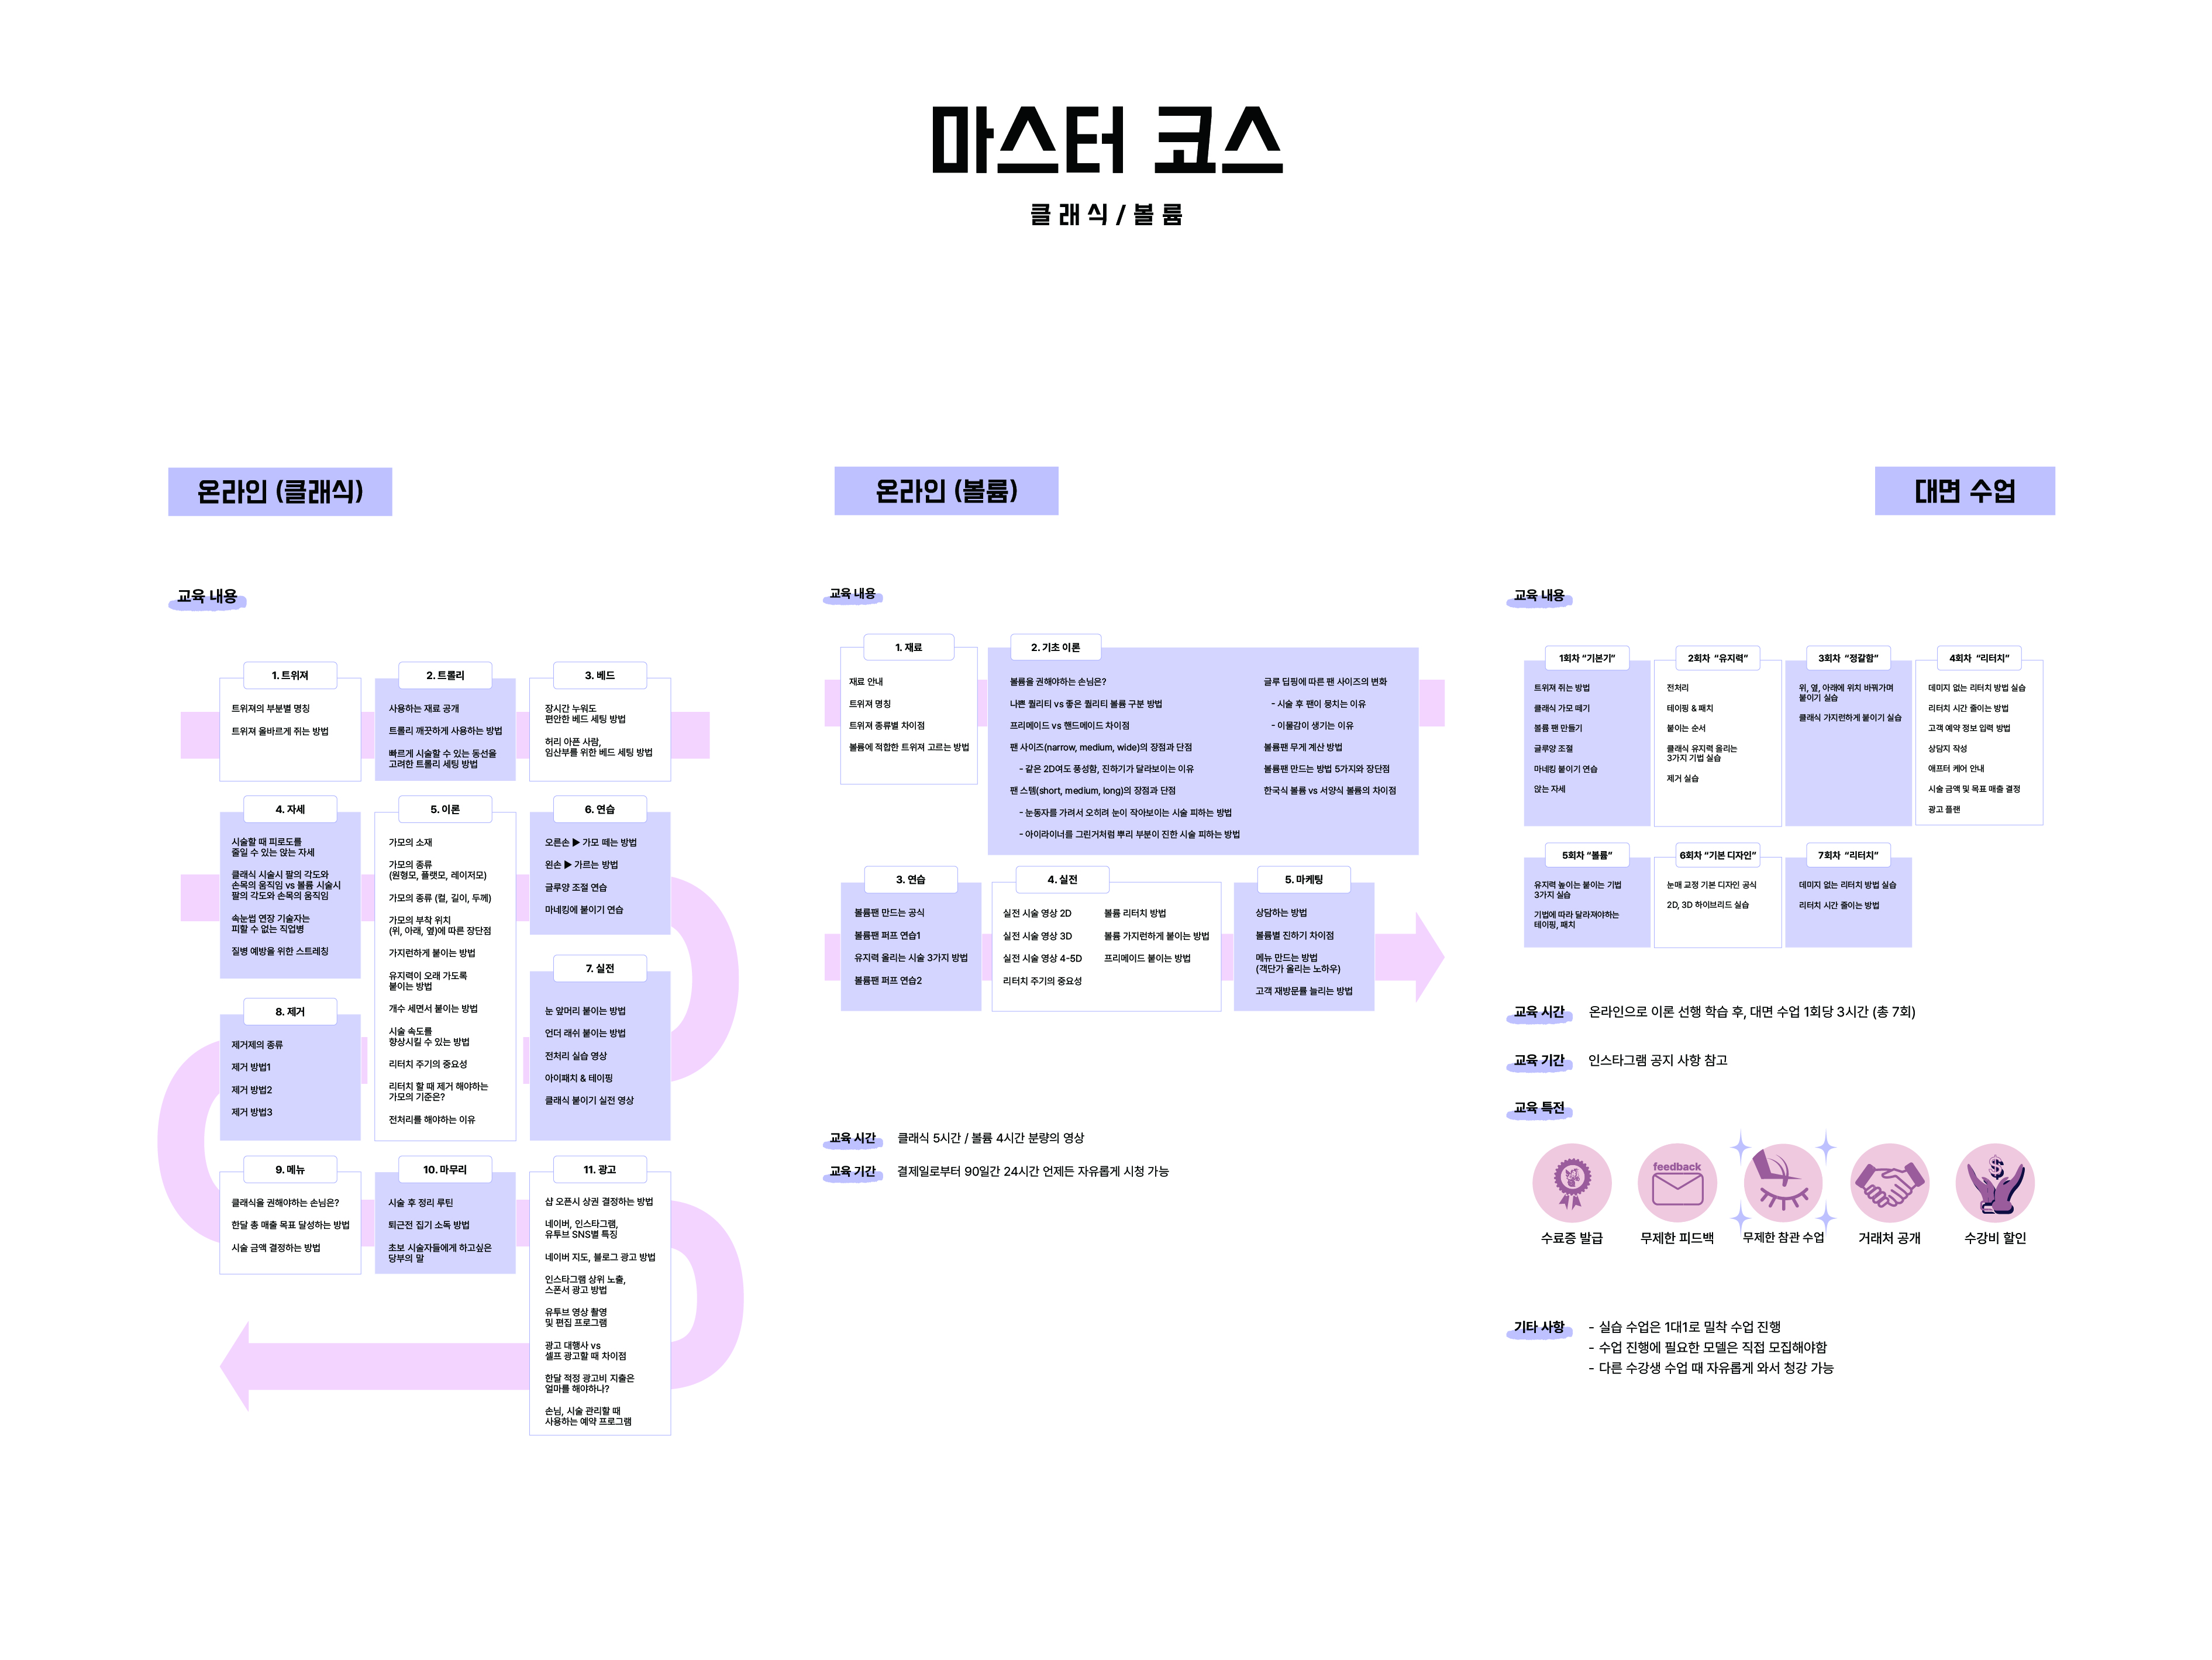 마스터 코스
클래식/볼륨
온라인 (클래식)
교육 내용
1. 트위져
트위져의 부분별 명칭
트위져 올바르게 쥐는 방법
2. 트롤리
사용하는 재료 공개
트롤리 깨끗하게 사용하는 방법
빠르게 시술할 수 있는 동선을
고려한 트롤리 세팅 방법
3. 베드
장시간 누워도
편안한 베드 세팅 방법
허리 아픈 사람,
임산부를 위한 베드 세팅 방법
4. 자세
시술할 때 피로도를
줄일 수 있는 앉는 자세
클래식 시술시 팔의 각도와
손목의 움직임 vs 볼륨 시술시
팔의 각도와 손목의 움직임
속눈썹 연장 기술자는
피할 수 없는 직업병
질병 예방을 위한 스트레칭
5. 이론
가모의 소재
가모의 종류
(원형모, 플랫모, 레이저모)
가모의 종류 (컬, 길이, 두께)
가모의 부착 위치
(위, 아래, 옆)에 따른 장단점
가지런하게 붙이는 방법
유지력이 오래 가도록
붙이는 방법
개수 세면서 붙이는 방법
시술 속도를
향상시킬 수 있는 방법
리터치 주기의 중요성
리터치 할 때 제거 해야하는
가모의 기준은?
전처리를 해야하는 이유
6. 연습
오른손 ▶ 가모 떼는 방법
왼손 ▶ 가르는 방법
글루양 조절 연습
마네킹에 붙이기 연습
7. 실전
눈 앞머리 붙이는 방법
언더 래쉬 붙이는 방법
전처리 실습 영상
아이패치 & 테이핑
클래식 붙이기 실전 영상
8. 제거
제거제의 종류
제거 방법1
제거 방법2
제거 방법3
9. 메뉴
클래식을 권해야하는 손님은?
한달 총 매출 목표 달성하는 방법
시술 금액 결정하는 방법
10. 마무리
시술 후 정리 루틴
퇴근전 집기 소독 방법
초보 시술자들에게 하고싶은
당부의 말
11. 광고
샵 오픈시 상권 결정하는 방법
네이버, 인스타그램,
유투브 SNS별 특징
네이버 지도, 블로그 광고 방법
인스타그램 상위 노출,
스폰서 광고 방법
유투브 영상 촬영
및 편집 프로그램
광고 대행사 vs
셀프 광고할 때 차이점
한달 적정 광고비 지출은
얼마를 해야하나?
손님, 시술 관리할 때
사용하는 예약 프로그램
온라인 (볼륨)
교육 내용
1. 재료
재료 안내
트위져 명칭
트위져 종류별 차이점
볼륨에 적합한 트위져 고르는 방법
2. 기초 이론
볼륨을 권해야하는 손님은?
나쁜 퀄리티 vs 좋은 퀄리티 볼륨 구분 방법
프리메이드 vs 핸드메이드 차이점
팬 사이즈(narrow, medium, wide)의 장점과 단점
- 같은 2D여도 풍성함, 진하기가 달라보이는 이유
팬 스템(short, medium, long)의 장점과 단점
- 눈동자를 가려서 오히려 눈이 작아보이는 시술 피하는 방법
- 아이라이너를 그린거처럼 뿌리 부분이 진한 시술 피하는 방법
글루 딥핑에 따른 팬 사이즈의 변화
- 시술 후 팬이 뭉치는 이유
- 이물감이 생기는 이유
볼륨팬 무게 계산 방법
볼륨팬 만드는 방법 5가지와 장단점
한국식 볼륨 vs 서양식 볼륨의 차이점
3. 연습
볼륨팬 만드는 공식
볼륨팬 퍼프 연습1
유지력 올리는 시술 3가지 방법
볼륨팬 퍼프 연습2
4. 실전
실전 시술 영상 2D
실전 시술 영상 3D
실전 시술 영상 4-5D
리터치 주기의 중요성
볼륨 리터치 방법
볼륨 가지런하게 붙이는 방법
프리메이드 붙이는 방법
5. 마케팅
상담하는 방법
볼륨별 진하기 차이점
메뉴 만드는 방법
(객단가 올리는 노하우)
고객 재방문률 늘리는 방법
교육 시간
클래식 5시간 / 볼륨 4시간 분량의 영상
교육 기간
결제일로부터 90일간 24시간 언제든 자유롭게 시청 가능
대면 수업
교육 내용
1회차 “기본기”
트위져 쥐는 방법
클래식 가모 떼기
볼륨 팬 만들기
글루양 조절
마네킹 붙이기 연습
앉는 자세
2회차 “유지력”
전처리
테이핑 & 패치
붙이는 순서
클래식 유지력 올리는
3가지 기법 실습
제거 실습
3회차 “정갈함”
위, 옆, 아래에 위치 바꿔가며
붙이기 실습
클래식 가지런하게 붙이기 실습
4회차 “리터치”
데미지 없는 리터치 방법 실습
리터치 시간 줄이는 방법
고객 예약 정보 입력 방법
상담지 작성
애프터 케어 안내
시술 금액 및 목표 매출 결정
광고 플랜
5회차 “볼륨”
유지력 높이는 붙이는 기법
3가지 실습
기법에 따라 달라져야하는
테이핑, 패치
6회차 “기본 디자인”
눈매 교정 기본 디자인 공식
2D, 3D 하이브리드 실습
7회차 “리터치”
데미지 없는 리터치 방법 실습
리터치 시간 줄이는 방법
교육 시간
온라인으로 이론 선행 학습 후, 대면 수업 1회당 3시간 (총 7회)
교육 기간
인스타그램 공지 사항 참고
교육 특전
feedback
수료증 발급
무제한 피드백
무제한 참관 수업
거래처 공개
수강비 할인
기타 사항
- 실습 수업은 1대1로 밀착 수업 진행
- 수업 진행에 필요한 모델은 직접 모집해야함
- 다른 수강생 수업 때 자유롭게 와서 청강 가능